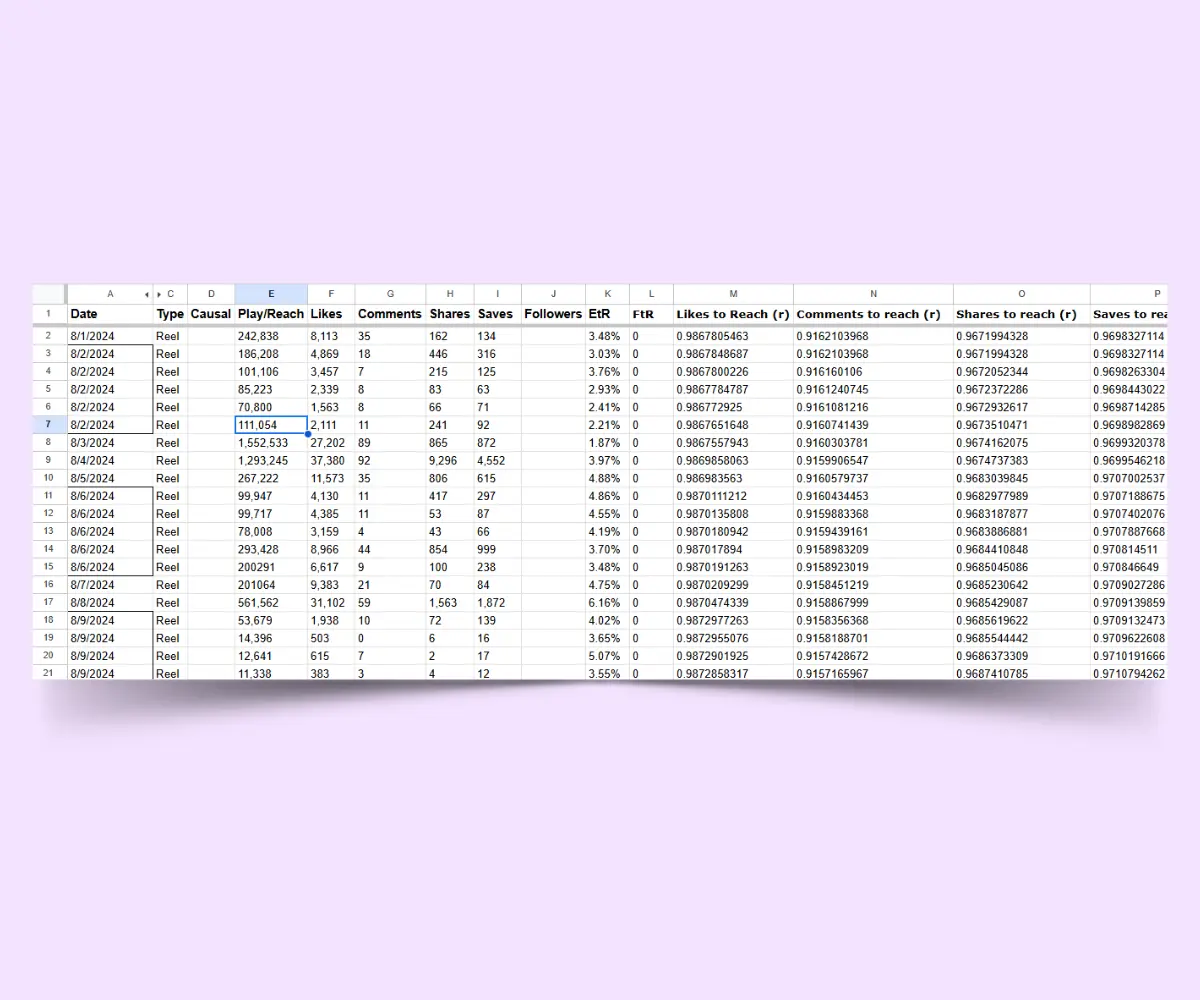 A C D E F G H I J K L M N O P
1 Date Type Causal Play/Reach Likes Comments Shares Saves Followers EtR FtR Likes to Reach (r) Comments to reach (r) Shares to reach (r) Saves to rea
2 8/1/2024 Reel 242,838 8,113 35 162 134 3.48% 0 0.9867805463 0.9162103968 0.9671994328 0.9698327114
3 8/2/2024 Reel 186,208 4,869 18 446 316 3.03% 0 0.9867848687 0.9162103968 0.9671994328 0.9698327114
4 8/2/2024 Reel 101,106 3,457 7 215 125 3.76% 0 0.9867800226 0.916160106 0.9672052344 0.9698263304
5 8/2/2024 Reel 85,223 2,339 8 83 63 2.93% 0 0.9867784787 0.9161240745 0.9672372286 0.9698443022
6 8/2/2024 Reel 70,800 1,563 8 66 71 2.41% 0 0.986772925 0.9161081216 0.9672932617 0.9698714285
7 8/2/2024 Reel 111,054 2,111 11 241 92 2.21% 0 0.9867651648 0.9160741439 0.9673510471 0.9698982869
8 8/3/2024 Reel 1,552,533 27,202 89 865 872 1.87% 0 0.9867557943 0.9160303781 0.9674162075 0.9699320378
9 8/4/2024 Reel 1,293,245 37,380 92 9,296 4,552 3.97% 0 0.9869858063 0.9159906547 0.9674737383 0.9699546218
10 8/5/2024 Reel 267,222 11,573 35 806 615 4.88% 0 0.986983563 0.9160579737 0.9683039845 0.9707002537
11 8/6/2024 Reel 99,947 4,130 11 417 297 4.86% 0 0.9870111212 0.9160434453 0.9682977989 0.9707188675
12 8/6/2024 Reel 99,717 4,385 11 53 87 4.55% 0 0.9870135808 0.9159883368 0.9683187877 0.9707402076
13 8/6/2024 Reel 78,008 3,159 4 43 66 4.19% 0 0.9870180942 0.9159439161 0.9683886881 0.9707887668
14 8/6/2024 Reel 293,428 8,966 44 854 999 3.70% 0 0.987017894 0.9158983209 0.9684410848 0.970814511
15 8/6/2024 Reel 200291 6,617 9 100 238 3.48% 0 0.9870191263 0.9158923019 0.9685045086 0.970846649
16 8/7/2024 Reel 201064 9,383 21 70 84 4.75% 0 0.9870209299 0.9158451219 0.9685230642 0.9709027286
17 8/8/2024 Reel 561,562 31,102 59 1,563 1,872 6.16% 0 0.9870474339 0.9158867999 0.9685429087 0.9709139859
18 8/9/2024 Reel 53,679 1,938 10 72 139 4.02% 0 0.9872977263 0.9158356368 0.9685619622 0.9709132473
19 8/9/2024 Reel 14,396 503 0 6 16 3.65% 0 0.9872955076 0.9158188701 0.9685544442 0.9709622608
20 8/9/2024 Reel 12,641 615 7 2 17 5.07% 0 0.9872901925 0.9157428672 0.9686373309 0.9710191666
21 8/9/2024 Reel 11,338 383 3 4 12 3.55% 0 0.9872858317 0.9157165967 0.9687410785 0.9710794262